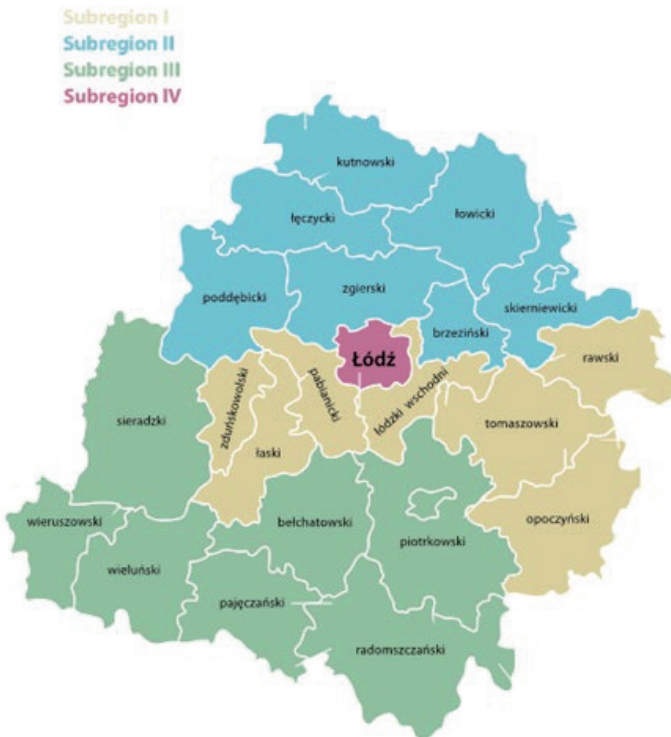 Subregion I
Subregion II
Subregion III
Subregion IV
kutnowski
łęczycki
łowicki
poddębicki
zgierski
skierniewicki
brzeziński
rawski
Łódź
pabianicki
łódzki wschodni
zduńskowolski
sieradzki
łaski
tomaszowski
opoczyński
wieruszowski
bełchatowski
piotrkowski
wieluński
pajęczański
radomszczański